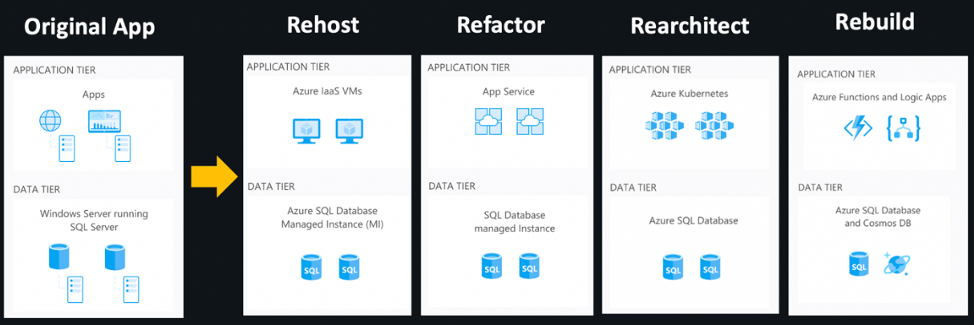 Original App
APPLICATION TIER
Apps
DATA TIER
Windows Server running
SQL Server
Rehost
APPLICATION TIER
Azure IaaS VMs
DATA TIER
Azure SQL Database
Managed Instance (MI)
SQL SQL
Refactor
APPLICATION TIER
App Service
DATA TIER
SQL Database
managed Instance
SQL SQL
Rearchitect
APPLICATION TIER
Azure Kubernetes
DATA TIER
Azure SQL Database
SQL SQL
Rebuild
APPLICATION TIER
Azure Functions and Logic Apps
DATA TIER
Azure SQL Database
and Cosmos DB
SQL